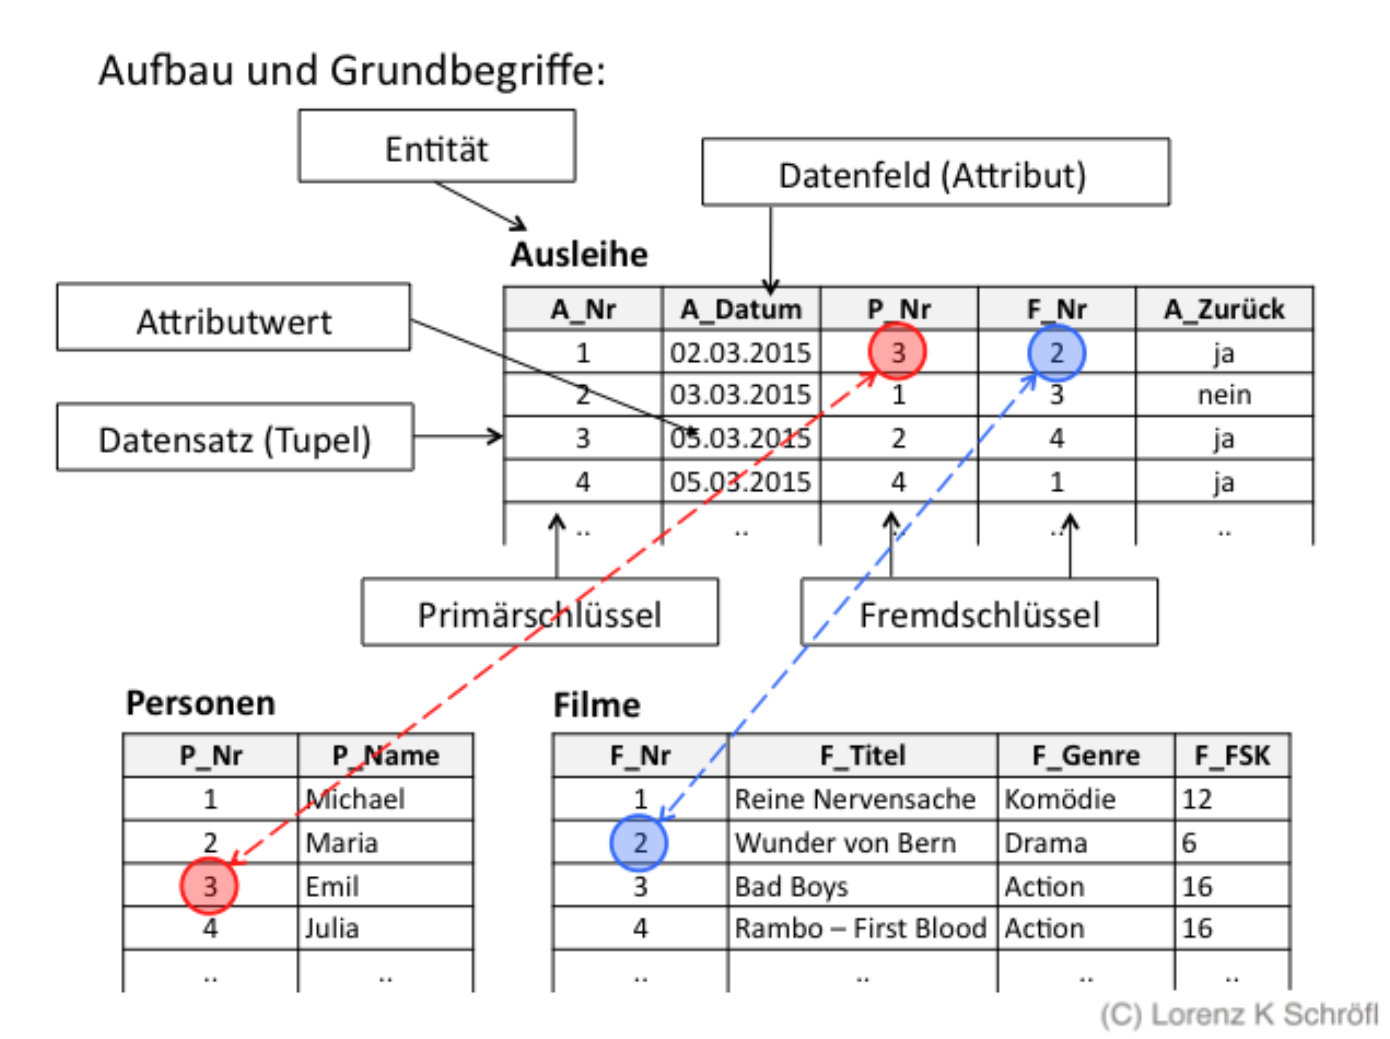 Aufbau und Grundbegriffe:
Entität
Datenfeld (Attribut)
Ausleihe
Attributwert
A_Nr A_Datum P_Nr F_Nr A_Zurück
1 02.03.2015 3 2 ja
2 03.03.2015 1 3 nein
Datensatz (Tupel)
3 05.03.2015 2 4 ja
4 05.03.2015 4 1 ja
.. .. .. .. ..
Primärschlüssel
Fremdschlüssel
Personen
P_Nr P_Name
1 Michael
2 Maria
3 Emil
4 Julia
.. ..
Filme
F_Nr F_Titel F_Genre F_FSK
1 Reine Nervensache Komödie 12
2 Wunder von Bern Drama 6
3 Bad Boys Action 16
4 Rambo – First Blood Action 16
.. .. .. ..
(C) Lorenz K Schröfl